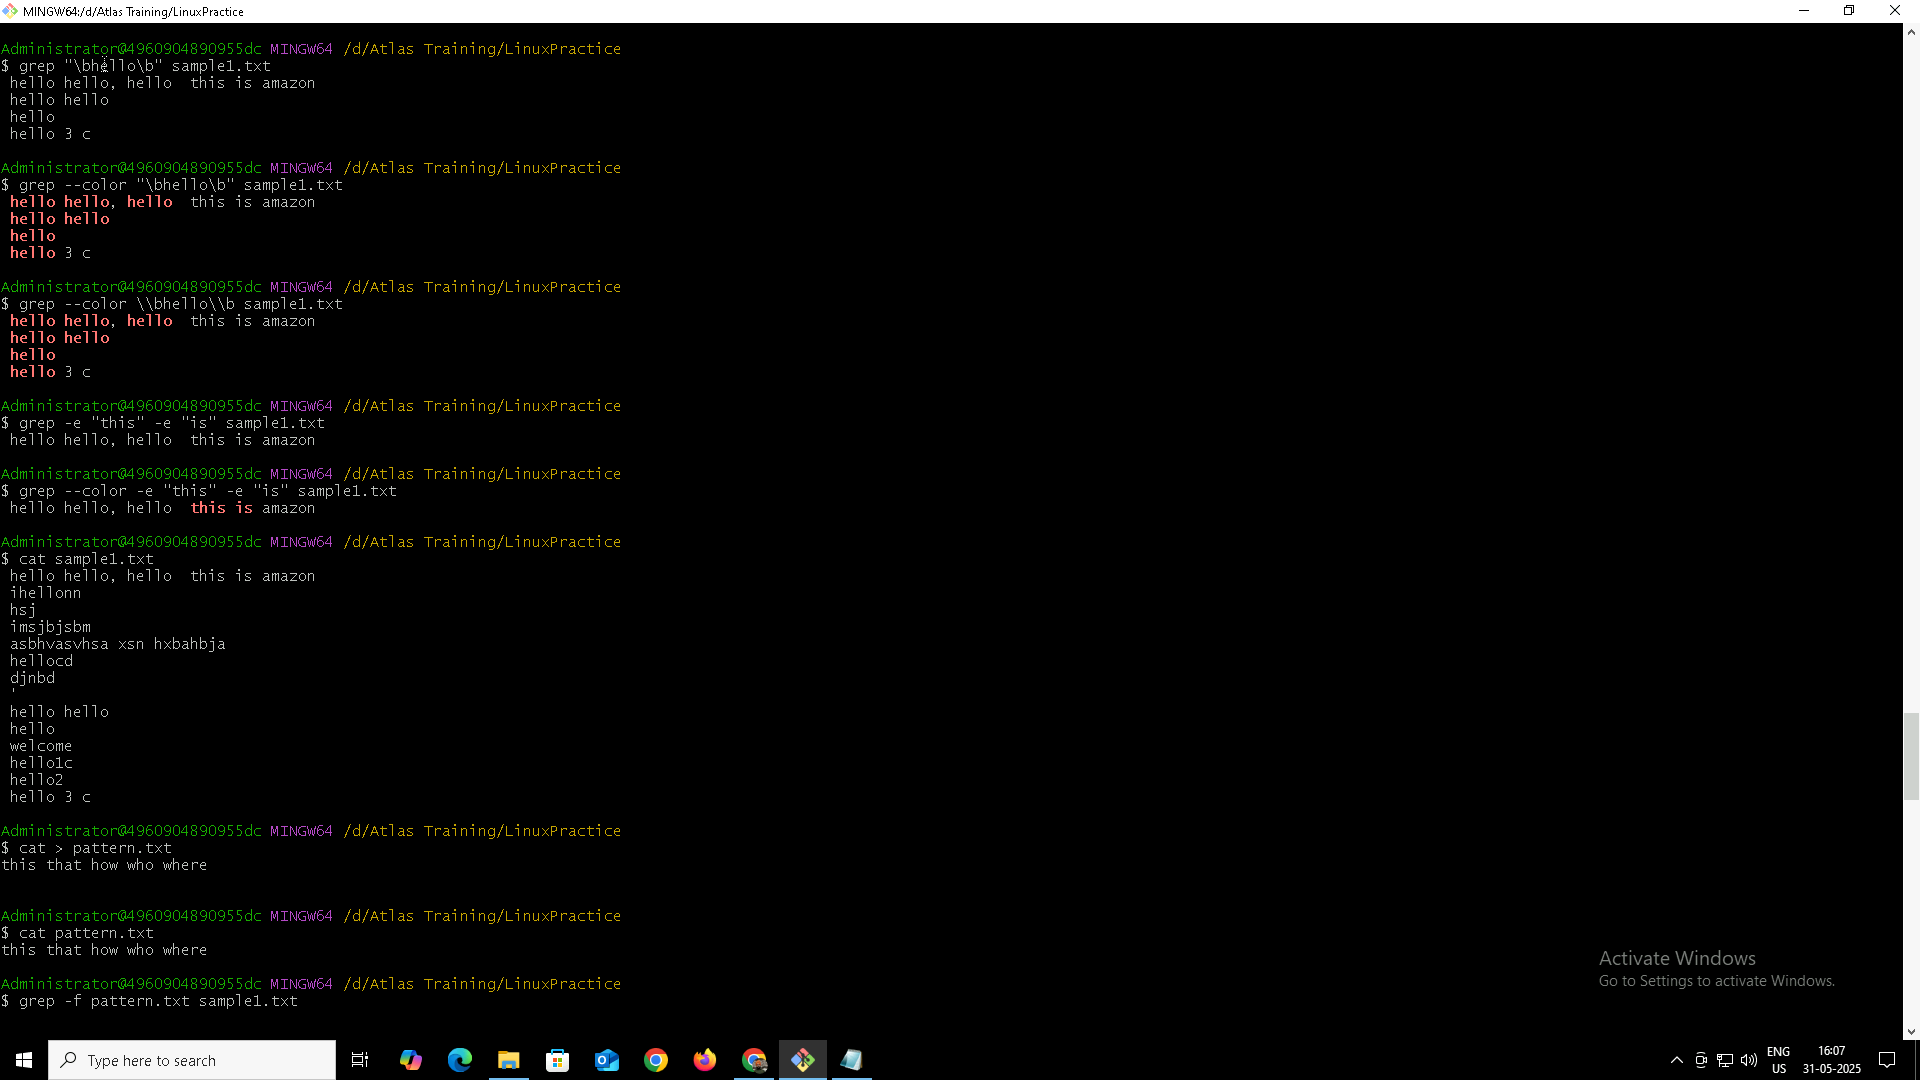 MINGW64:/d/Atlas Training/LinuxPractice
Administrator@4960904890955dc MINGW64 /d/Atlas Training/LinuxPractice
$ grep "\bhello\b" sample1.txt
 hello hello, hello  this is amazon
 hello hello
 hello
 hello 3 c
Administrator@4960904890955dc MINGW64 /d/Atlas Training/LinuxPractice
$ grep --color "\bhello\b" sample1.txt
 hello hello, hello  this is amazon
 hello hello
 hello
 hello 3 c
Administrator@4960904890955dc MINGW64 /d/Atlas Training/LinuxPractice
$ grep --color \\bhello\\b sample1.txt
 hello hello, hello  this is amazon
 hello hello
 hello
 hello 3 c
Administrator@4960904890955dc MINGW64 /d/Atlas Training/LinuxPractice
$ grep -e "this" -e "is" sample1.txt
 hello hello, hello  this is amazon
Administrator@4960904890955dc MINGW64 /d/Atlas Training/LinuxPractice
$ grep --color -e "this" -e "is" sample1.txt
 hello hello, hello  this is amazon
Administrator@4960904890955dc MINGW64 /d/Atlas Training/LinuxPractice
$ cat sample1.txt
 hello hello, hello  this is amazon
 ihellonn
 hsj
 imsjbjsbm
 asbhvasvhsa xsn hxbahbja
 hellocd
 djnbd
 '
 hello hello
 hello
 welcome
 hello1c
 hello2
 hello 3 c
Administrator@4960904890955dc MINGW64 /d/Atlas Training/LinuxPractice
$ cat > pattern.txt
this that how who where
Administrator@4960904890955dc MINGW64 /d/Atlas Training/LinuxPractice
$ cat pattern.txt
this that how who where
Administrator@4960904890955dc MINGW64 /d/Atlas Training/LinuxPractice
$ grep -f pattern.txt sample1.txt
Activate Windows
Go to Settings to activate Windows.
Type here to search
ENG
US
16:07
31-05-2025